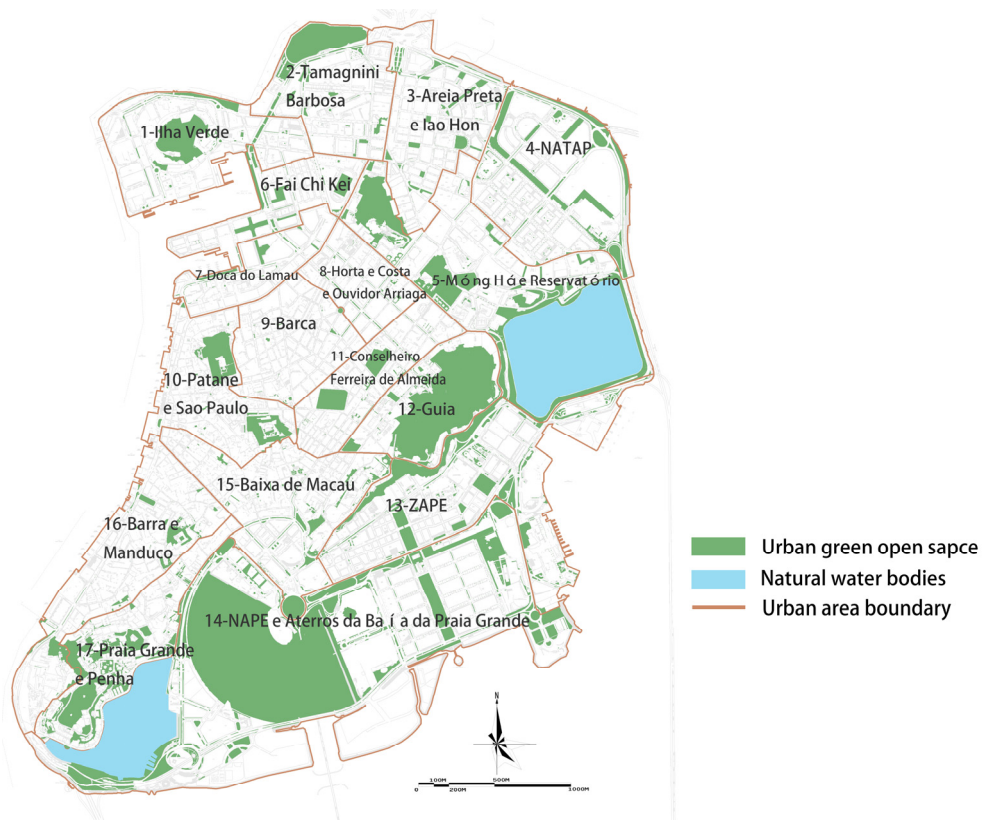 2-Tamagnini
Barbosa
3-Areia Preta
e Iao Hon
1-Ilha Verde
4-NATAP
6-Fai Chi Kei
7-Doca do Lamau
8-Horta e Costa
e Ouvidor Arriaga
5-Móng Háe Reservatório
9-Barca
11-Conselheiro
Ferreira de Almeida
10-Patane
e Sao Paulo
12-Guia
15-Baixa de Macau
13-ZAPE
16-Barra e
Manduco
14-NAPE e Aterros da Baía da Praia Grande
17-Praia Grande
e Penha
Urban green open sapce
Natural water bodies
Urban area boundary
N
100M 500M
0 200M 1000M